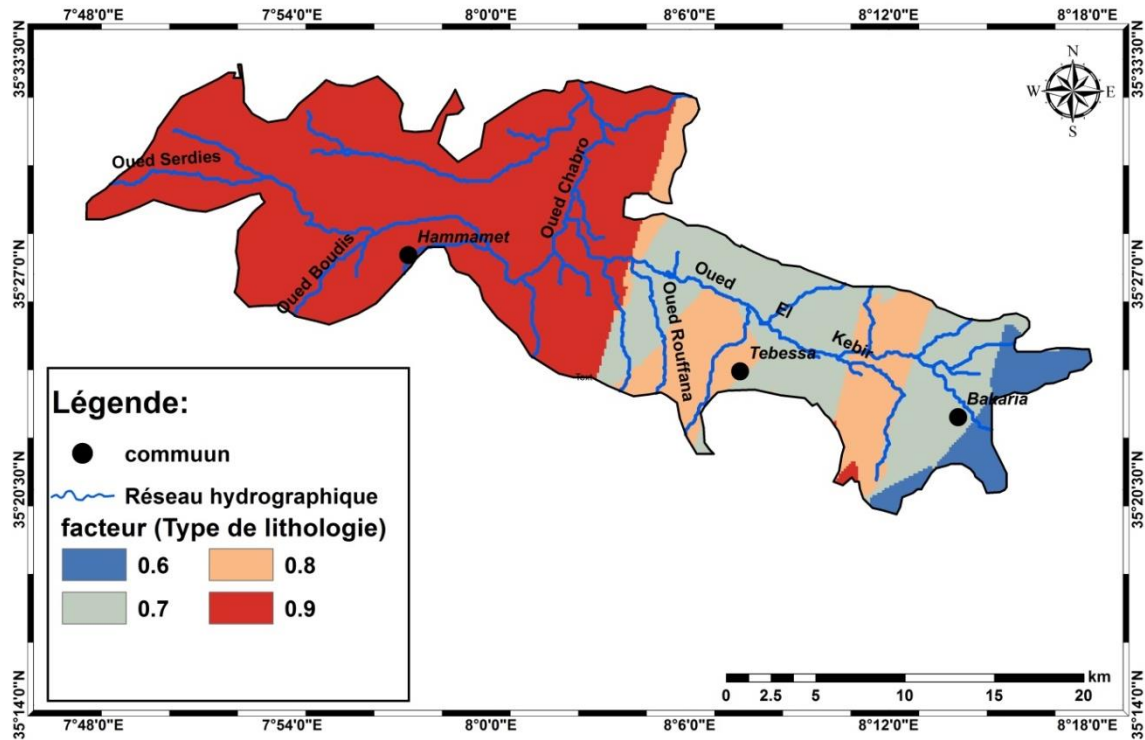 7°48'0"E 7°54'0"E 8°0'0"E 8°6'0"E 8°12'0"E 8°18'0"E
35°33'30"N 35°33'30"N
N
W E
S
Oued Serdies
Oued Chabro
Hammamet
Oued Boudis
35°27'0"N 35°27'0"N
Oued
El
Kebir
Oued Rouffana
Tebessa
Text
Bakaria
Légende:
commuun
Réseau hydrographique
facteur (Type de lithologie)
0.6 0.8
0.7 0.9
35°20'30"N 35°20'30"N
km
0 2.5 5 10 15 20
35°14'0"N 35°14'0"N
7°48'0"E 7°54'0"E 8°0'0"E 8°6'0"E 8°12'0"E 8°18'0"E